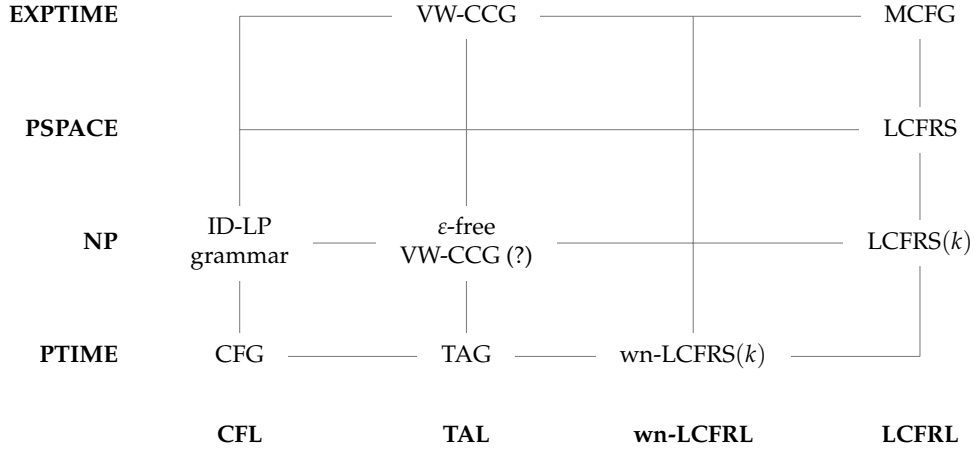 EXPTIME VW-CCG MCFG
PSPACE LCFRS
NP ID-LP grammar ε-free VW-CCG (?) LCFRS(k)
PTIME CFG TAG wn-LCFRS(k)
CFL TAL wn-LCFRL LCFRL